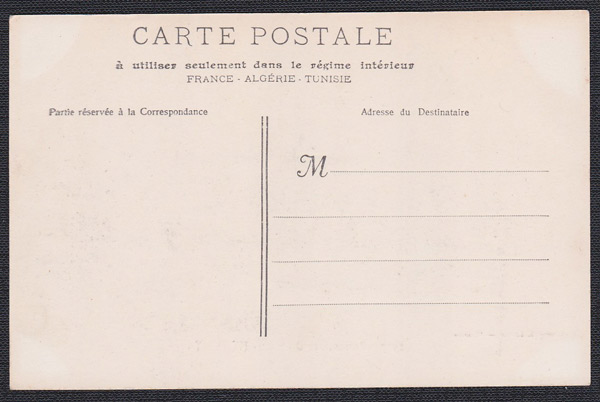 CARTE POSTALE
à utiliser seulement dans le régime intérieur
FRANCE - ALGÉRIE - TUNISIE
Partie réservée à la Correspondance
Adresse du Destinataire
M